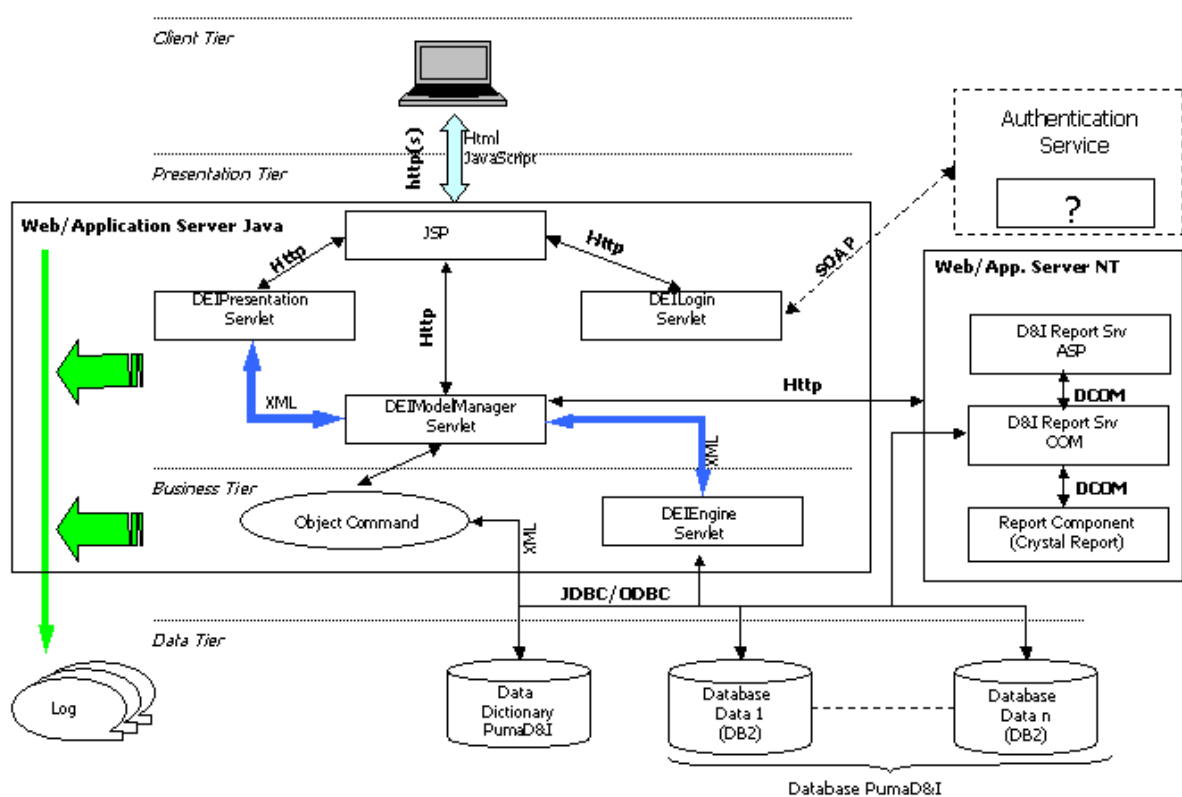 Client Tier
http(s)
Html
JavaScript
Presentation Tier
Authentication
Service
?
Web/Application Server Java
JSP
Http
Http
SOAP
Web/App. Server NT
DEIPresentation
Servlet
DEILogin
Servlet
Http
D&I Report Srv
ASP
XML
DEIModelManager
Servlet
Http
DCOM
D&I Report Srv
COM
XML
Business Tier
DCOM
Object Command
XML
DEIEngine
Servlet
Report Component
(Crystal Report)
JDBC/ODBC
Data Tier
Log
Data
Dictionary
PumaD&I
Database
Data 1
(DB2)
Database
Data n
(DB2)
Database PumaD&I